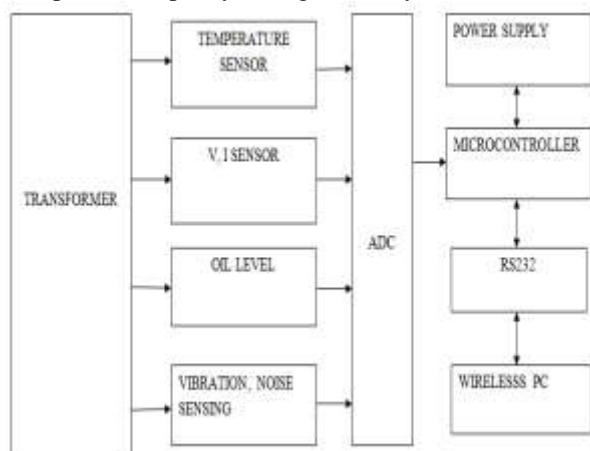 TRANSFORMER
TEMPERATURE
SENSOR
V, I SENSOR
OIL LEVEL
VIBRATION, NOISE
SENSING
ADC
POWER SUPPLY
MICROCONTROLLER
RS232
WIRELESSS PC